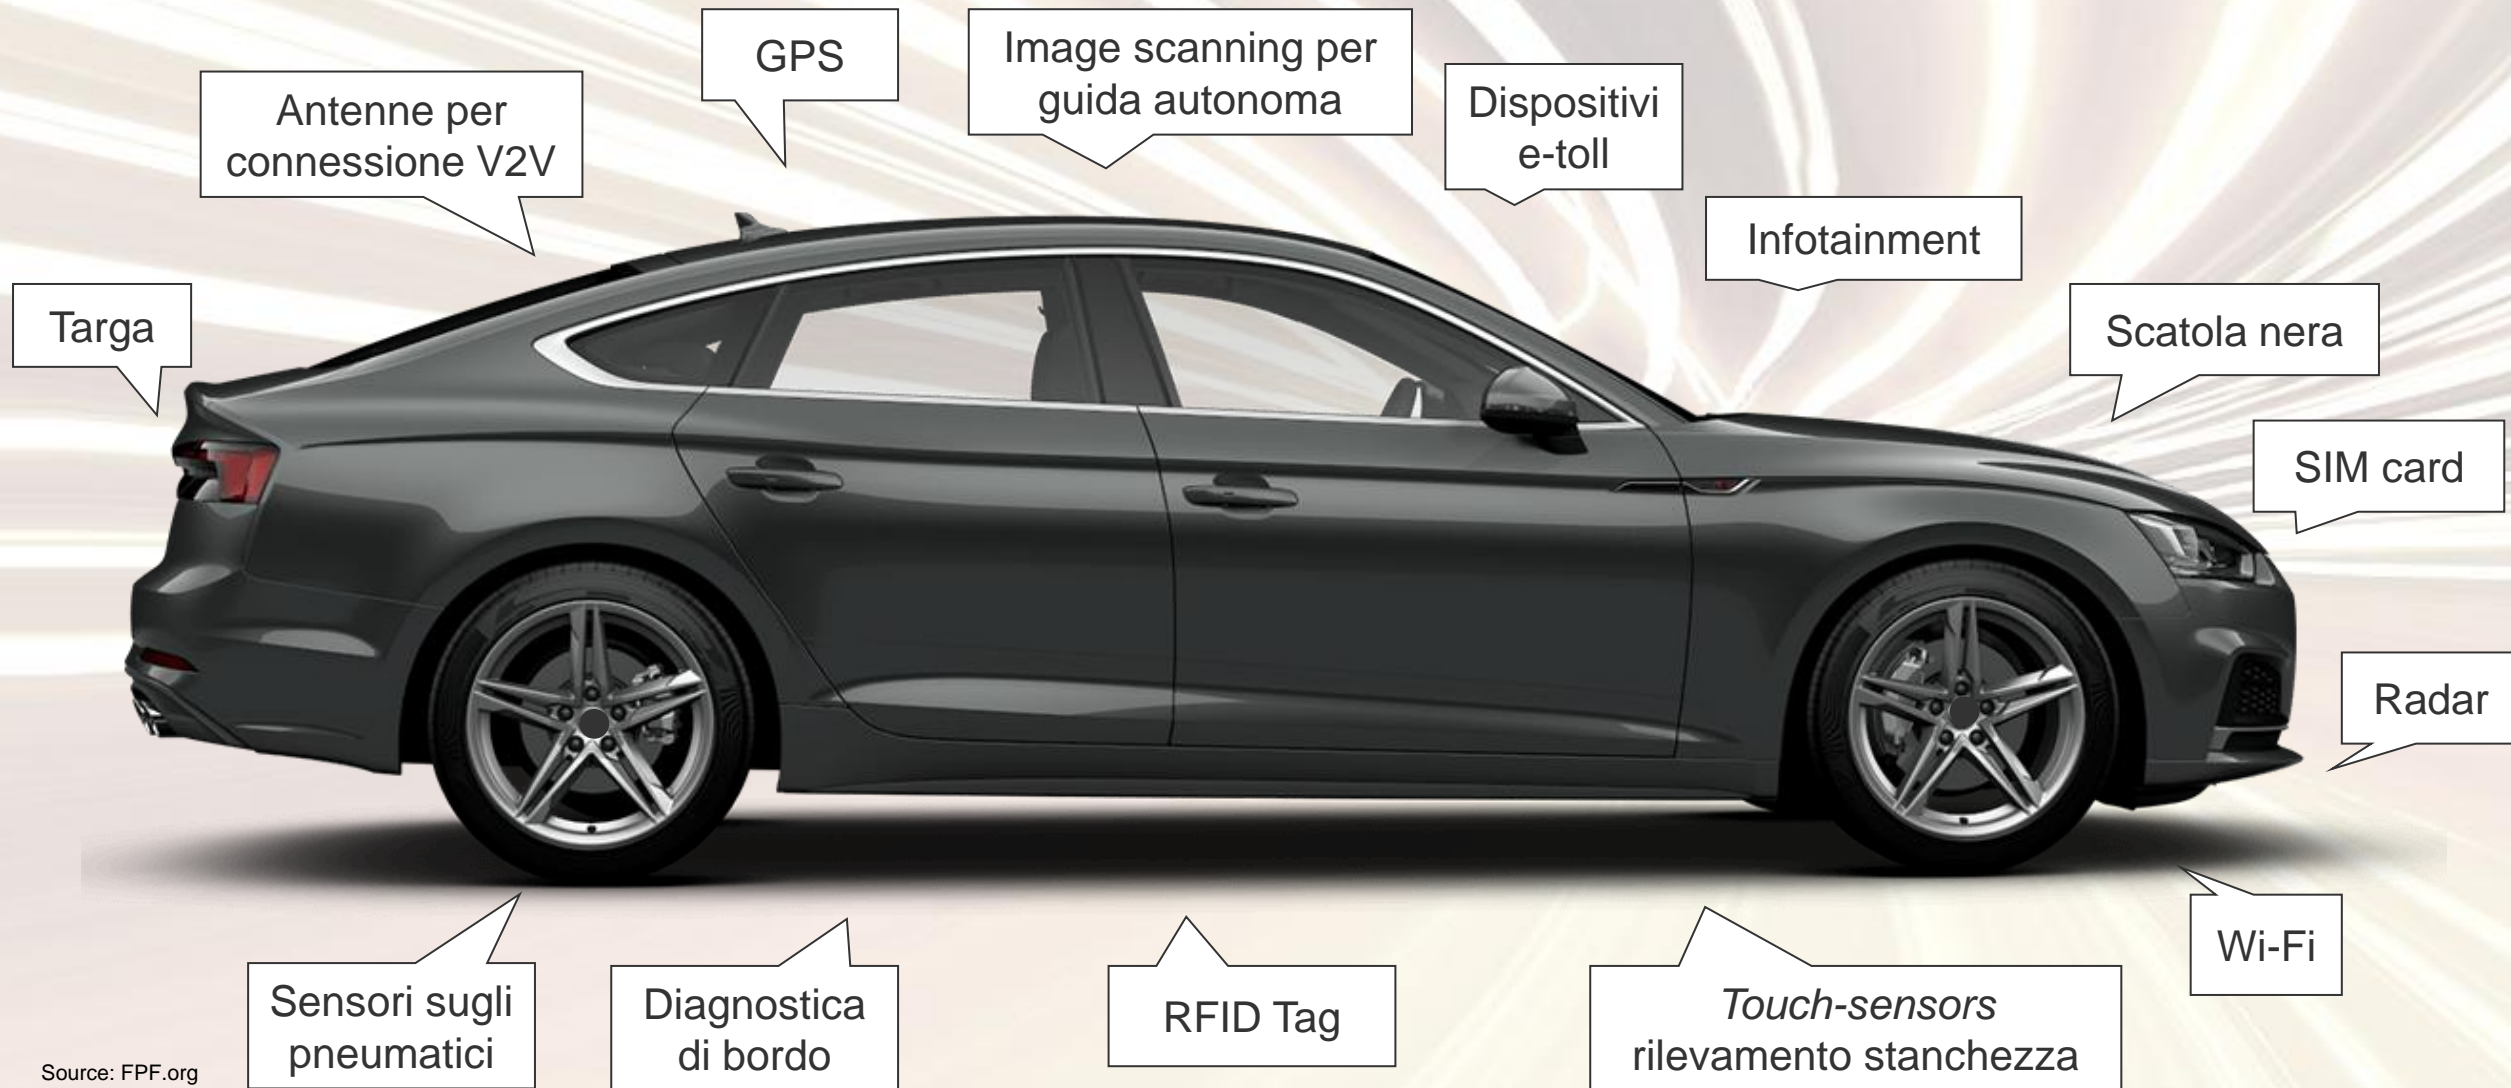 GPS
Image scanning per
guida autonoma
Dispositivi
e-toll
Antenne per
connessione V2V
Infotainment
Targa
Scatola nera
SIM card
Radar
Wi-Fi
Sensori sugli
pneumatici
Diagnostica
di bordo
RFID Tag
Touch-sensors
rilevamento stanchezza
Source: FPF.org